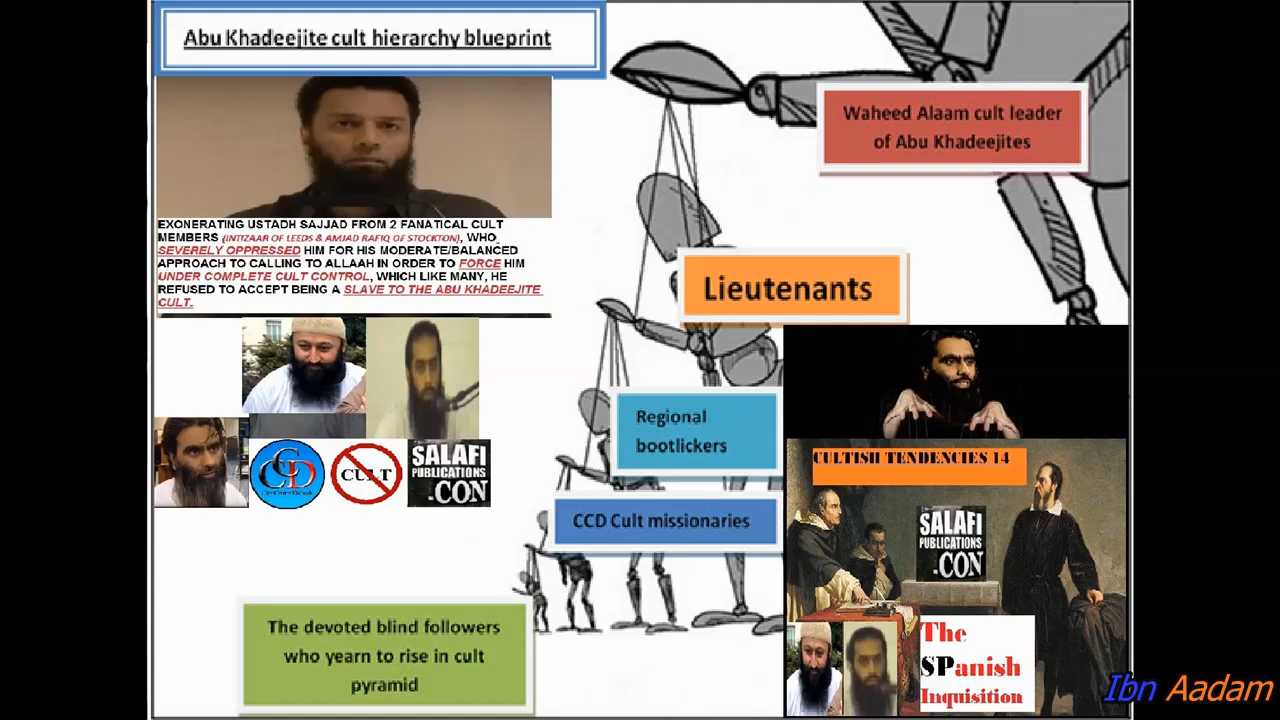 Abu Khadeejite cult hierarchy blueprint
Waheed Alaam cult leader
of Abu Khadeejites
EXONERATING USTADH SAJJAD FROM 2 FANATICAL CULT
MEMBERS (INTIZAAR OF LEEDS & AMJAD RAFIQ OF STOCKTON), WHO
SEVERELY OPPRESSED HIM FOR HIS MODERATE/BALANCED
APPROACH TO CALLING TO ALLAAH IN ORDER TO FORCE HIM
UNDER COMPLETE CULT CONTROL, WHICH LIKE MANY, HE
REFUSED TO ACCEPT BEING A SLAVE TO THE ABU KHADEEJITE
CULT.
Lieutenants
Regional
bootlickers
CCD
CULT
SALAFI
PUBLICATIONS
.CON
CULTISH TENDENCIES 14
SALAFI
PUBLICATIONS
.CON
CCD Cult missionaries
The devoted blind followers
who yearn to rise in cult
pyramid
The
SPanish
Inquisition
Ibn Aadam